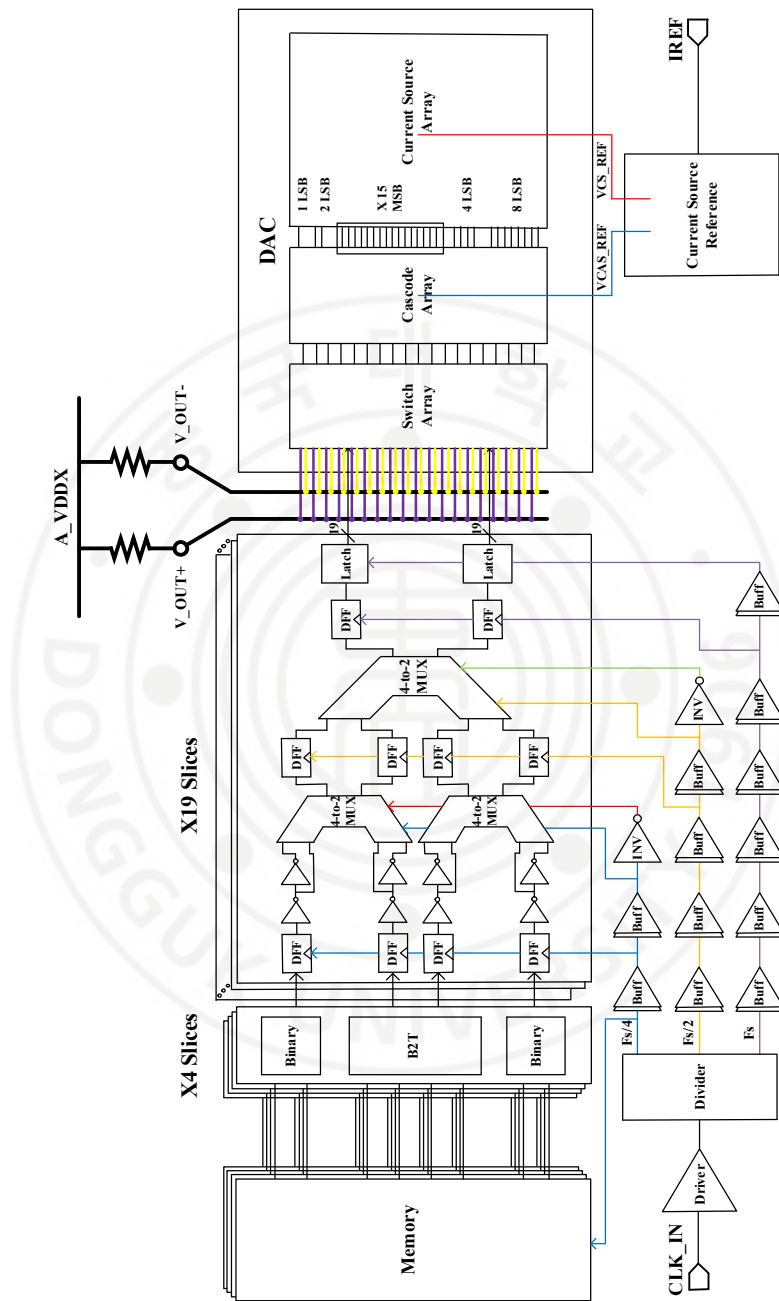 A_VDDX
V_OUT+
V_OUT-
X4 Slices
X19 Slices
DAC
Memory
Binary
B2T
Binary
DFF
DFF
DFF
DFF
4-to-2
MUX
4-to-2
MUX
DFF
DFF
DFF
DFF
4-to-2
MUX
DFF
DFF
Latch
Latch
19
19
Switch
Array
Cascode
Array
1 LSB
2 LSB
X 15
MSB
4 LSB
8 LSB
Current Source
Array
VCAS_REF
VCS_REF
Current Source
Reference
IREF
CLK_IN
Driver
Divider
Fs/4
Buff
Buff
INV
Fs/2
Buff
Buff
Buff
INV
Fs
Buff
Buff
Buff
Buff
Buff
DONGGUK UNIVERSITY